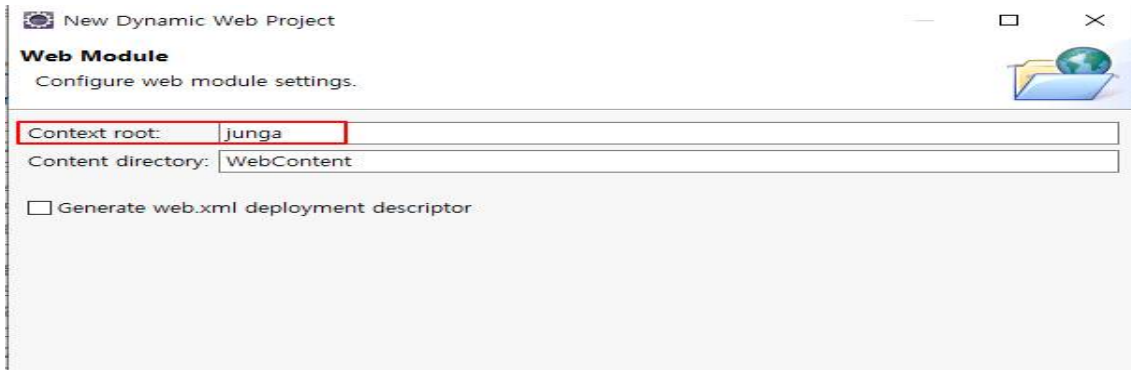 New Dynamic Web Project
Web Module
Configure web module settings.
Context root: junga
Content directory: WebContent
Generate web.xml deployment descriptor